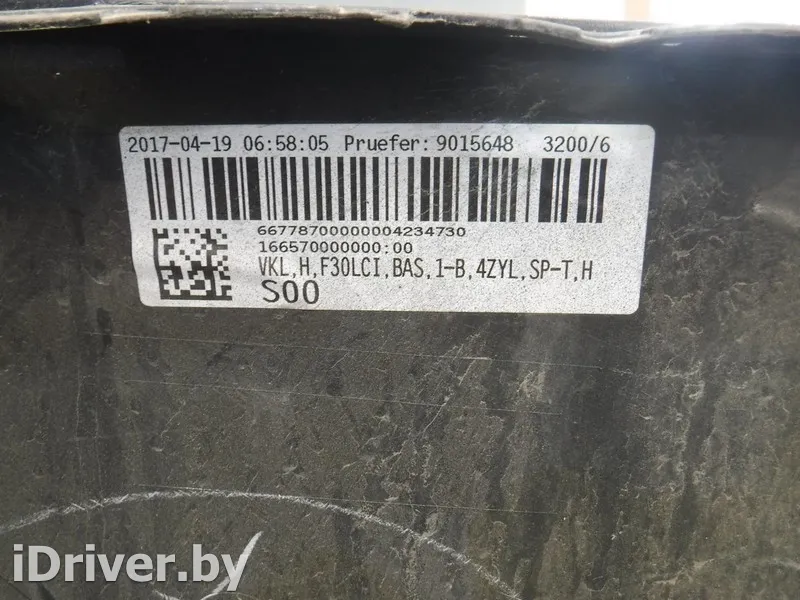 2017-04-19 06:58:05 Pruefer: 9015648 3200/6
66778700000004234730
166570000000:00
VKL,H,F30LCI,BAS,1-B,4ZYL,SP-T,H
S00
iDriver.by